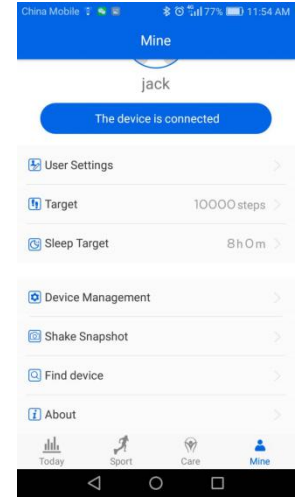 China Mobile 4G 77% 11:54 AM
Mine
jack
The device is connected
User Settings
Target 10000 steps
Sleep Target 8h0m
Device Management
Shake Snapshot
Find device
About
Today Sport Care Mine